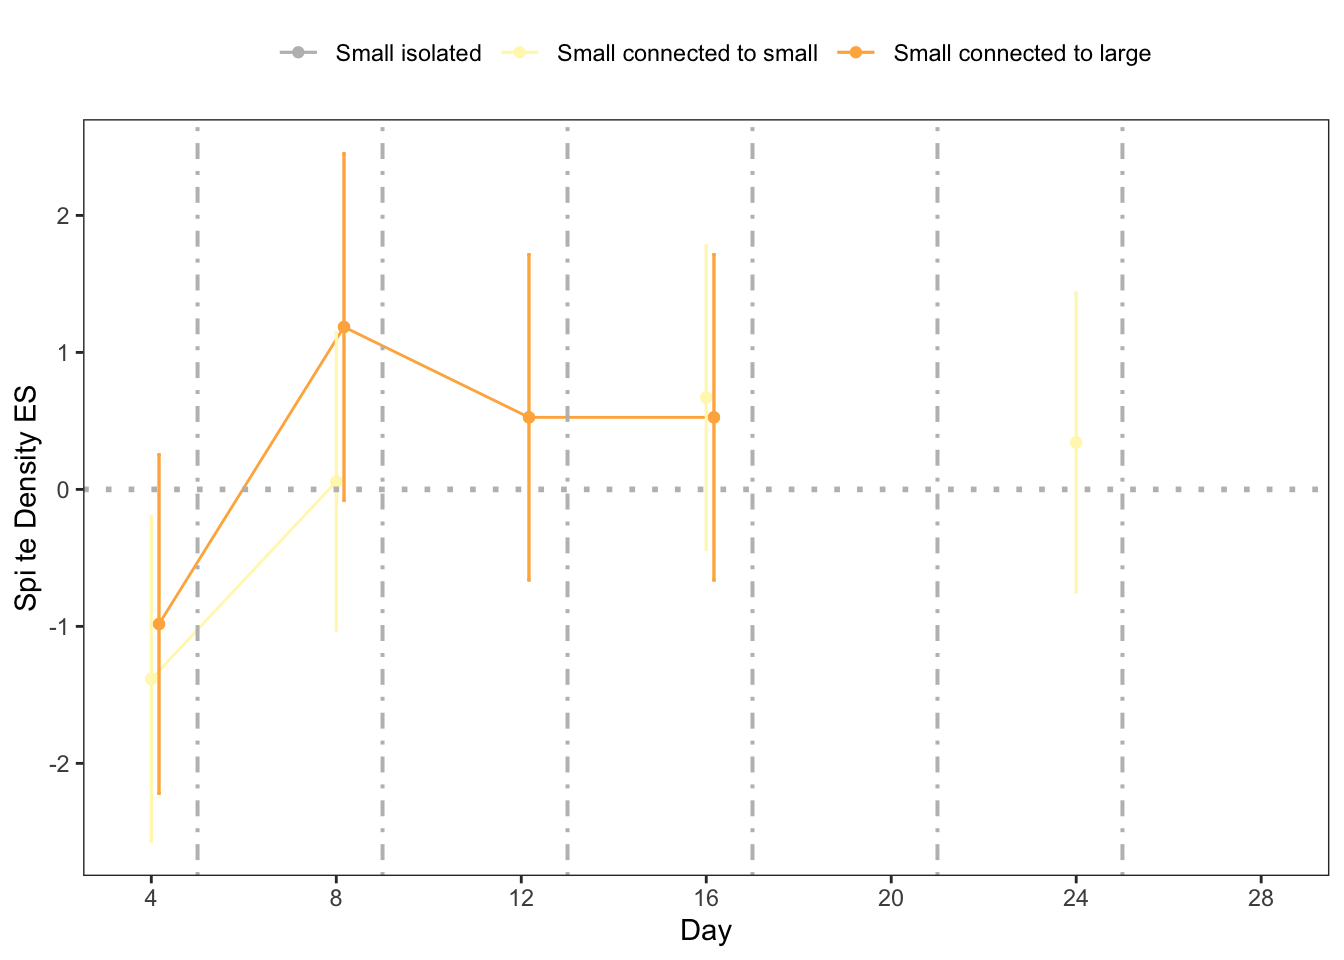 Small isolated Small connected to small Small connected to large
Spi te Density ES
2
1
0
-1
-2
4 8 12 16 20 24 28
Day